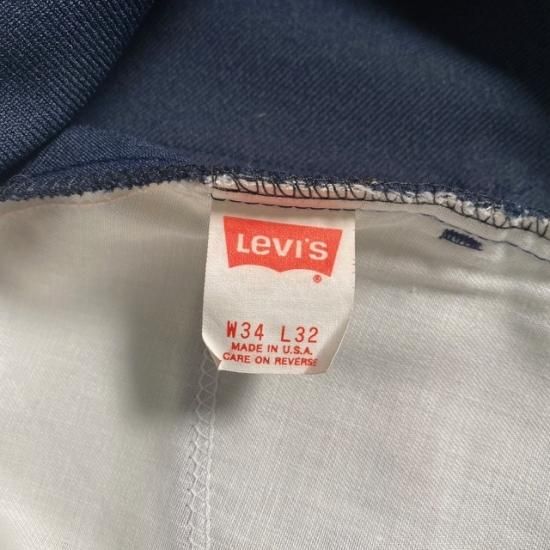 Levi's
®
W34 L32
MADE IN U.S.A.
CARE ON REVERSE